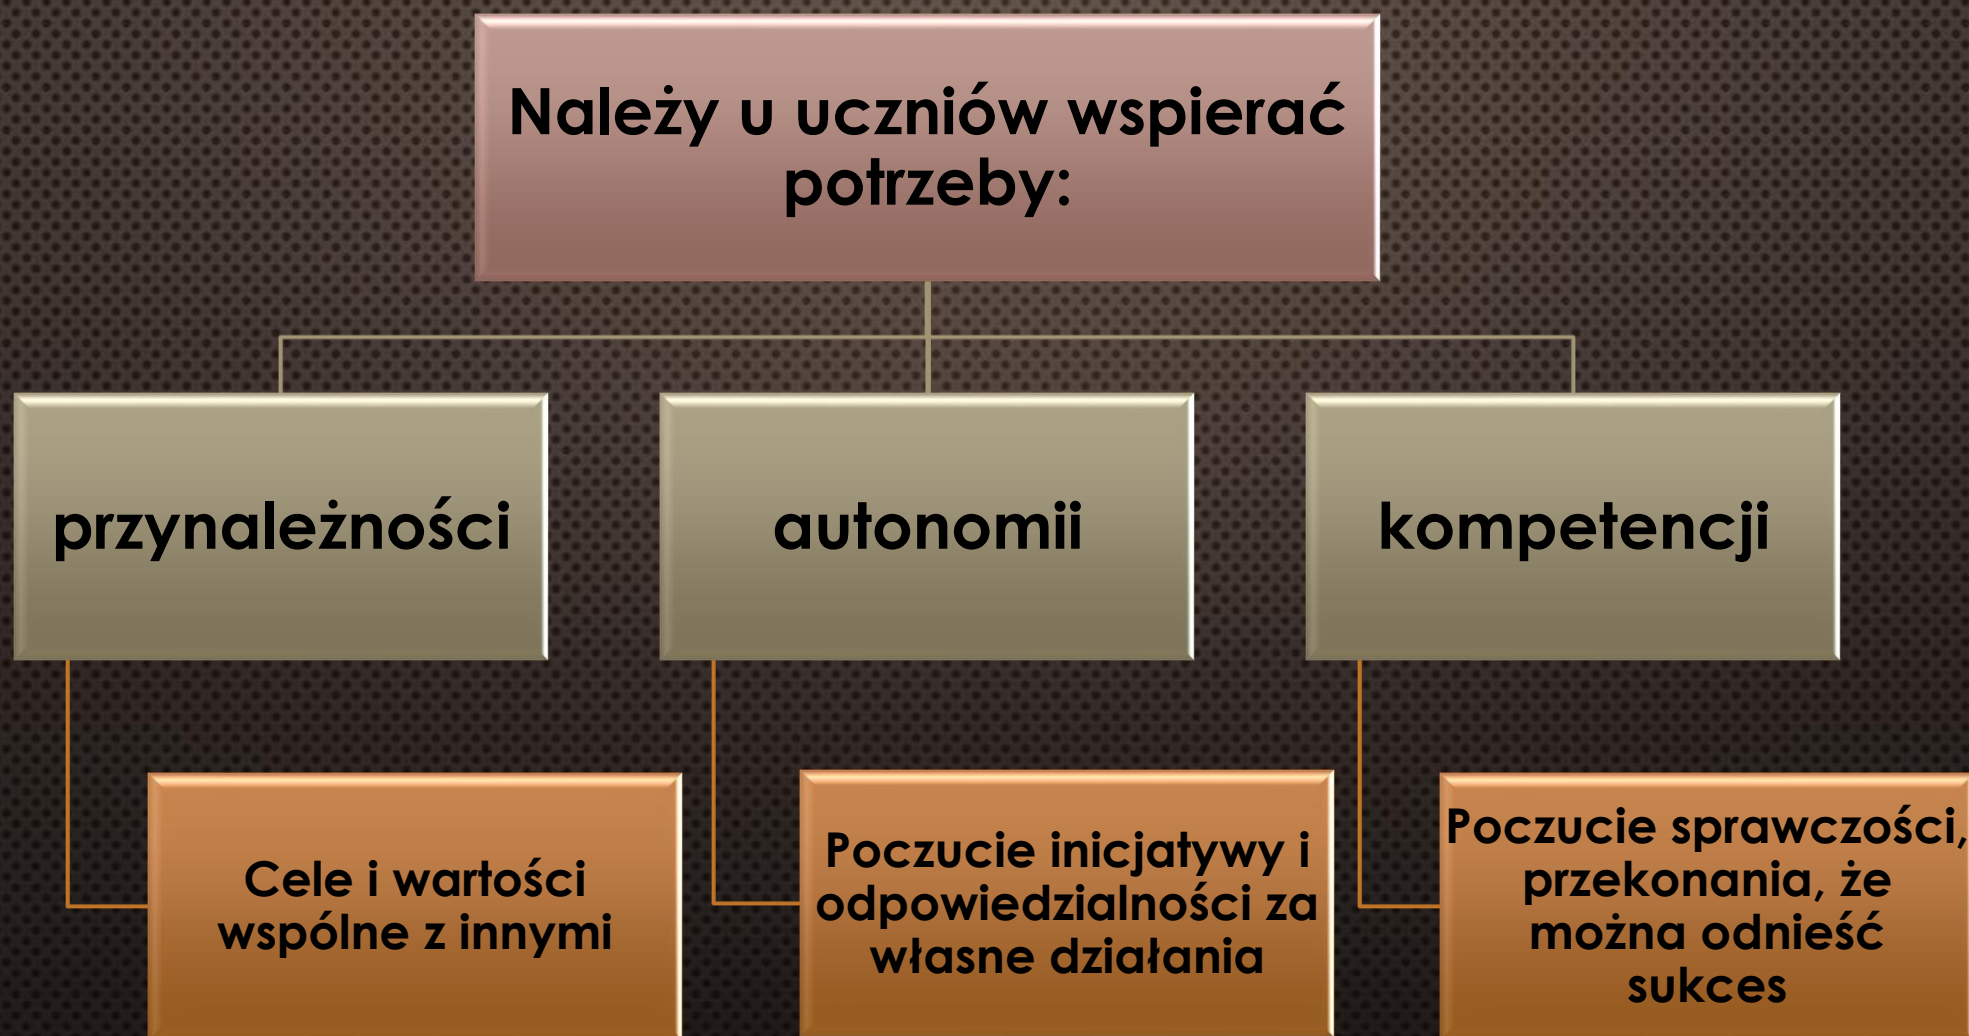 Należy u uczniów wspierać
potrzeby:
przynależności
autonomii
kompetencji
Cele i wartości
wspólne z innymi
Poczucie inicjatywy i
odpowiedzialności za
własne działania
Poczucie sprawczości,
przekonania, że
można odnieść
sukces